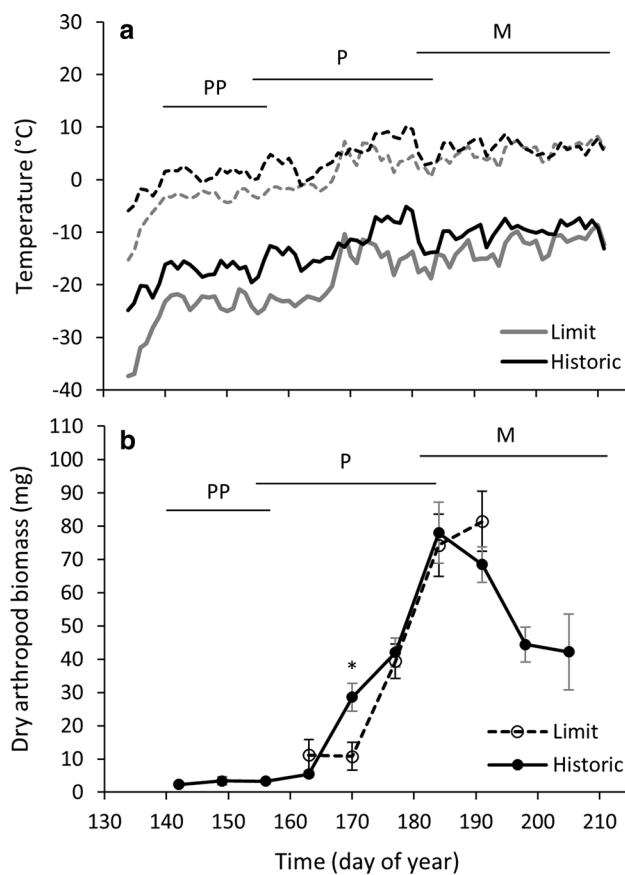 a
M
P
PP
30
20
10
0
-10
-20
-30
-40
Temperature (°C)
Limit
Historic
b
M
P
PP
110
100
90
80
70
60
50
40
30
20
10
0
Dry arthropod biomass (mg)
*
Limit
Historic
130 140 150 160 170 180 190 200 210
Time (day of year)